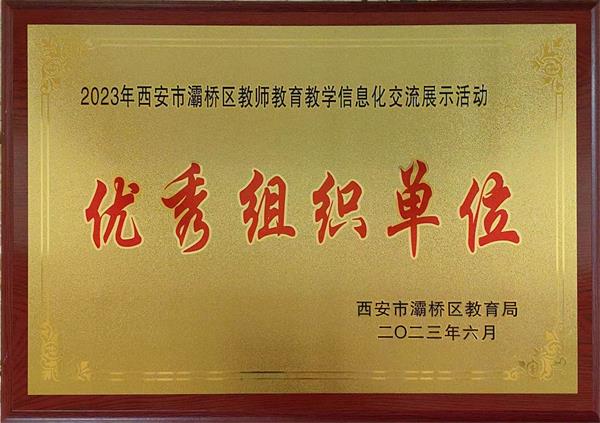 2023年西安市灞桥区教师教育教学信息化交流展示活动
优秀组织单位
西安市灞桥区教育局
二〇二三年六月